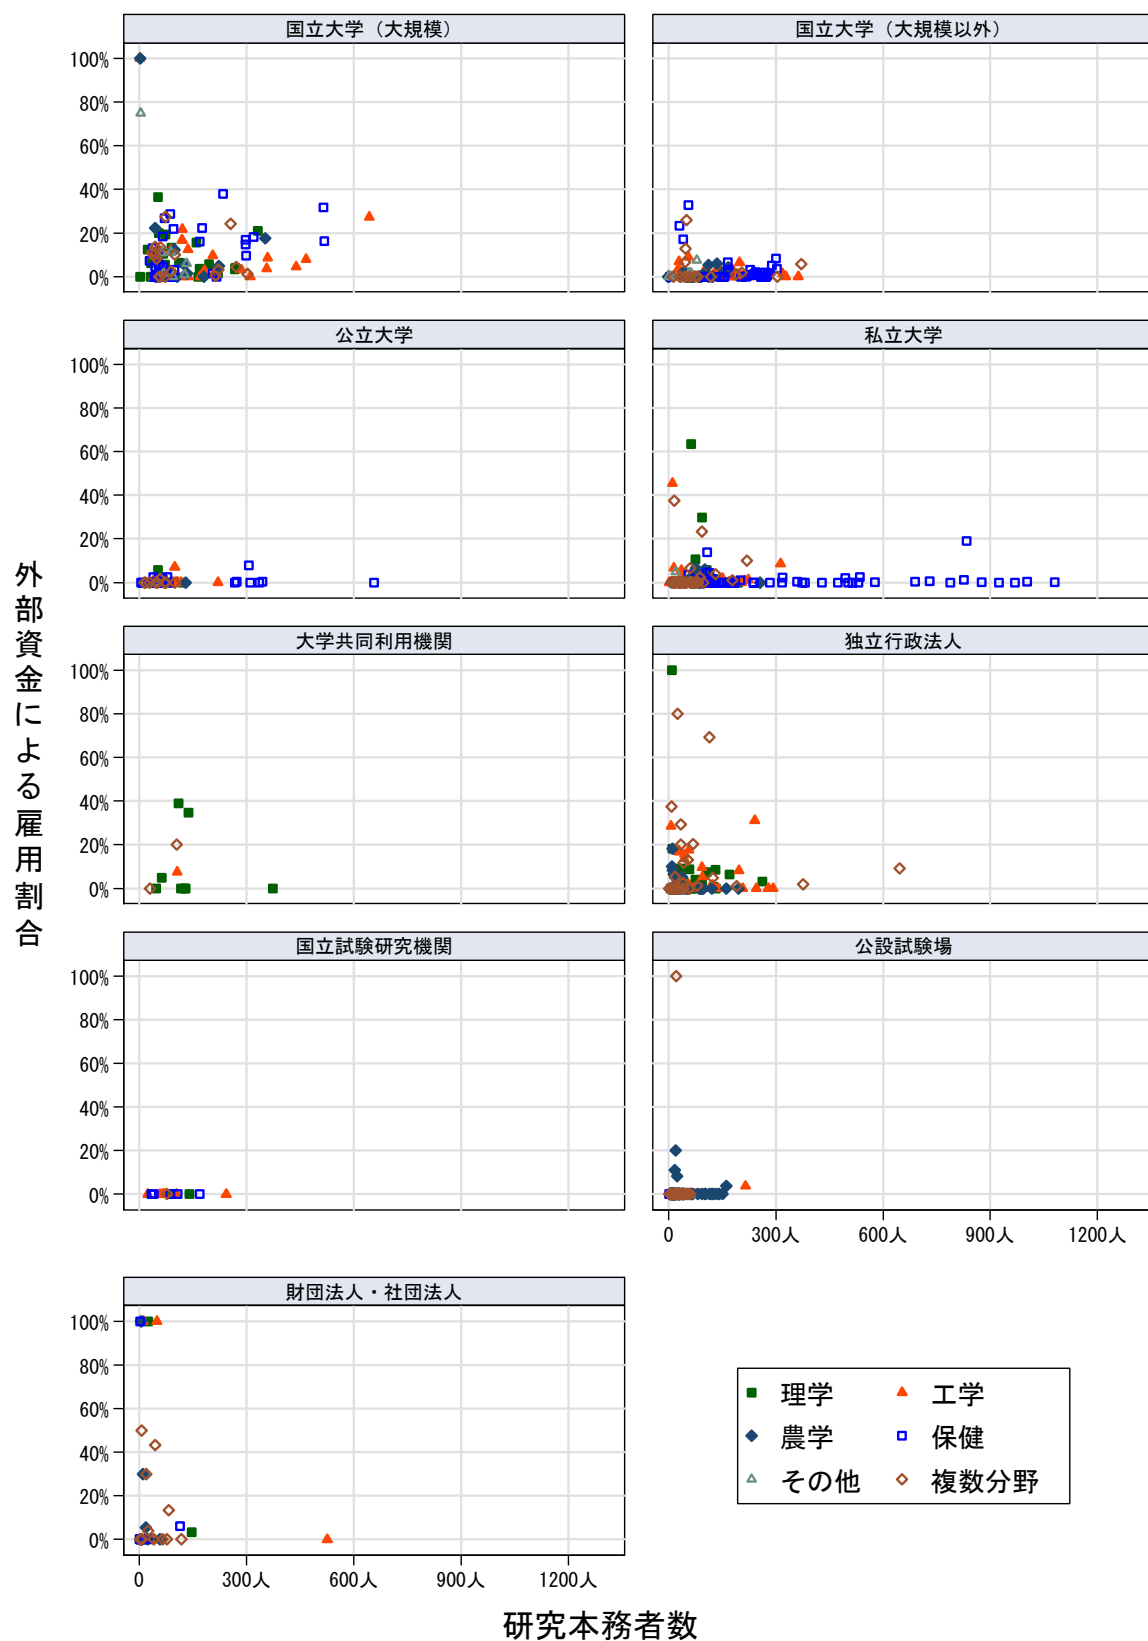 国立大学（大規模）
国立大学（大規模以外）
100%
80%
60%
40%
20%
0%
公立大学
私立大学
100%
80%
60%
40%
20%
0%
大学共同利用機関
独立行政法人
100%
80%
60%
40%
20%
0%
国立試験研究機関
公設試験場
100%
80%
60%
40%
20%
0%
0 300人 600人 900人 1200人
財団法人・社団法人
100%
80%
60%
40%
20%
0%
0 300人 600人 900人 1200人
外部資金による雇用割合
研究本務者数
理学 工学
農学 保健
その他 複数分野